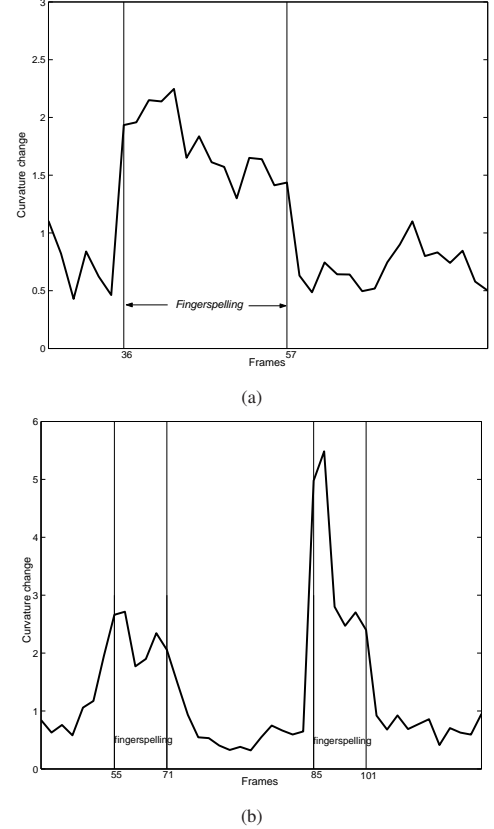 3
2.5
2
Curvature change
1.5
1
0.5
Fingerspelling
0
36
57
Frames
(a)
6
5
4
Curvature change
3
2
1
fingerspelling
fingerspelling
0
55
71
Frames
85
101
(b)